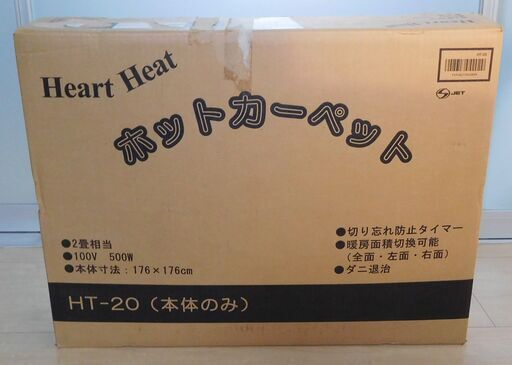 Heart Heat
ホットカーペット
JET
●2畳相当
●100V 500W
●本体寸法：176×176cm
●切り忘れ防止タイマー
●暖房面積切換可能
（全面・左面・右面）
●ダニ退治
HT-20（本体のみ）